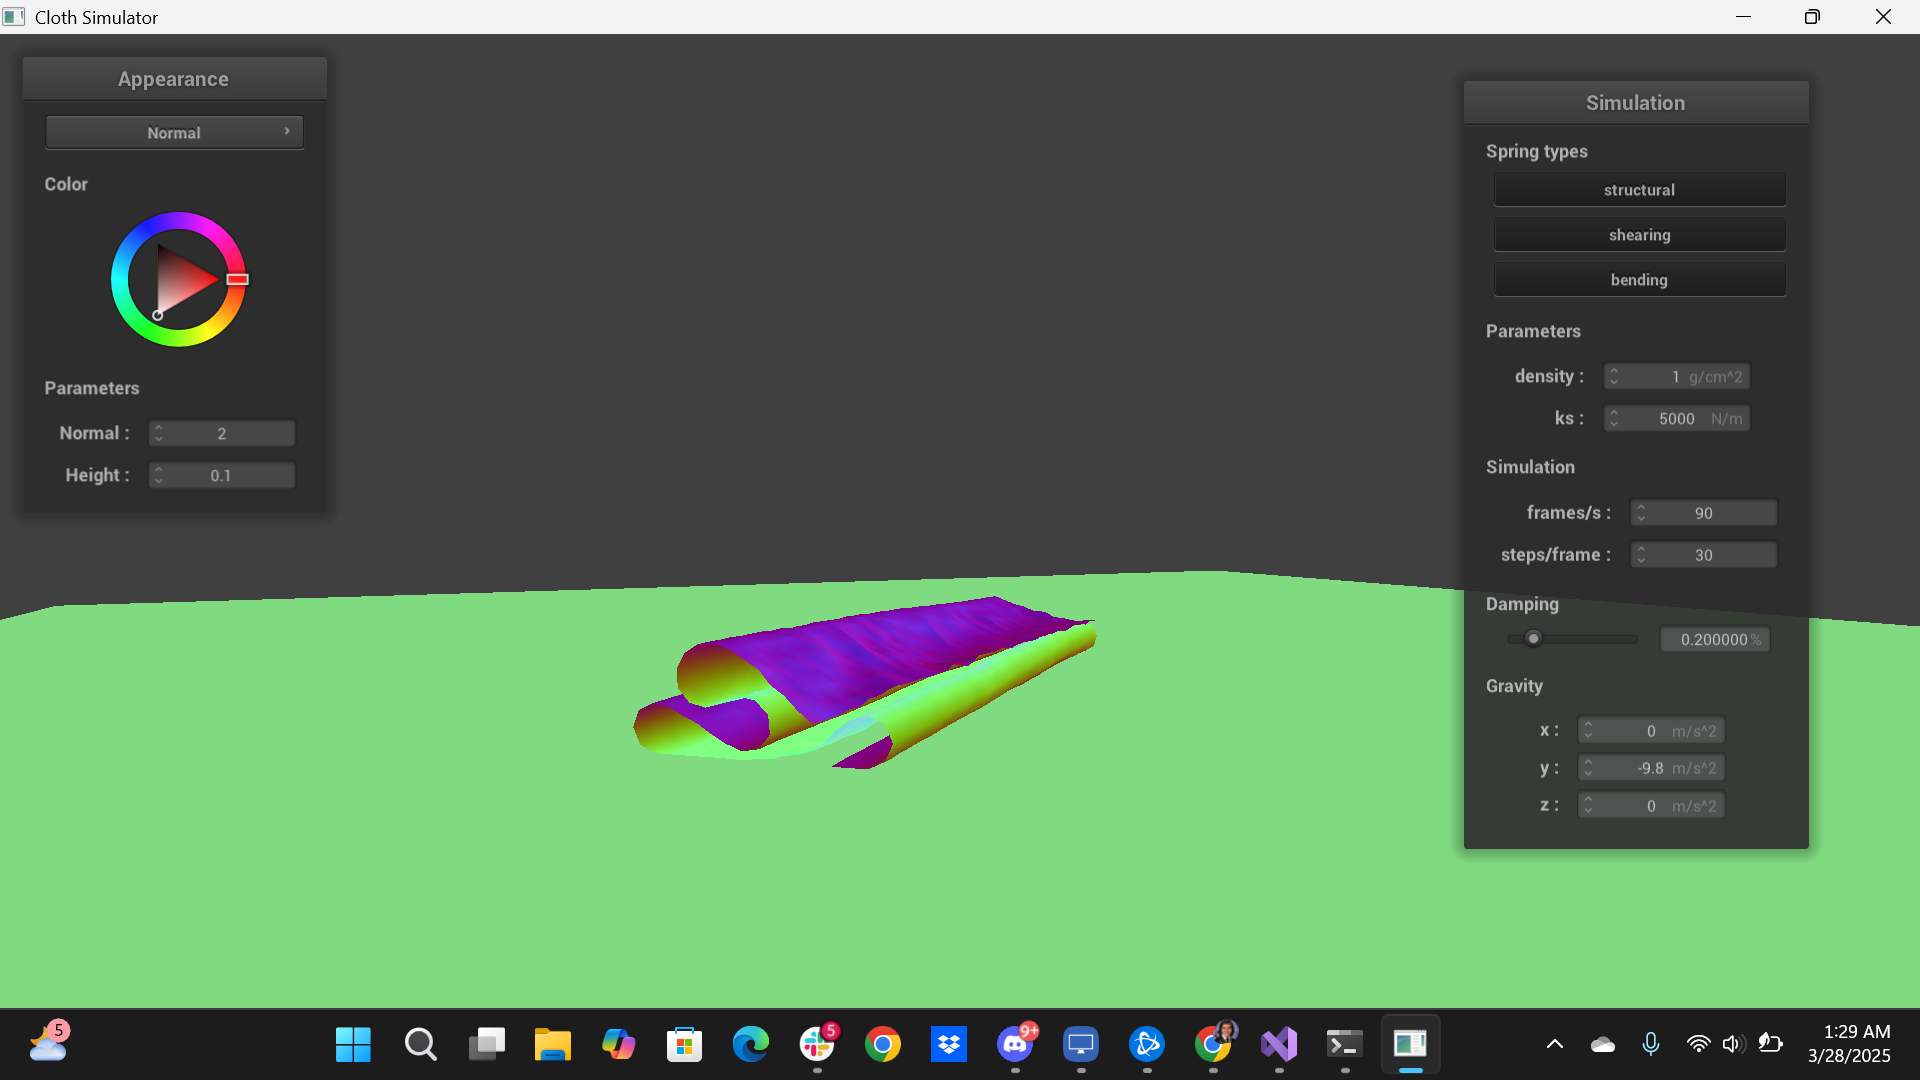 Cloth Simulator
Appearance
Normal
Color
Parameters
Normal : 2
Height : 0.1
Simulation
Spring types
structural
shearing
bending
Parameters
density : 1 g/cm^2
ks : 5000 N/m
Simulation
frames/s : 90
steps/frame : 30
Damping
0.200000 %
Gravity
x : 0 m/s^2
y : -9.8 m/s^2
z : 0 m/s^2
5
5
9+
1:29 AM
3/28/2025